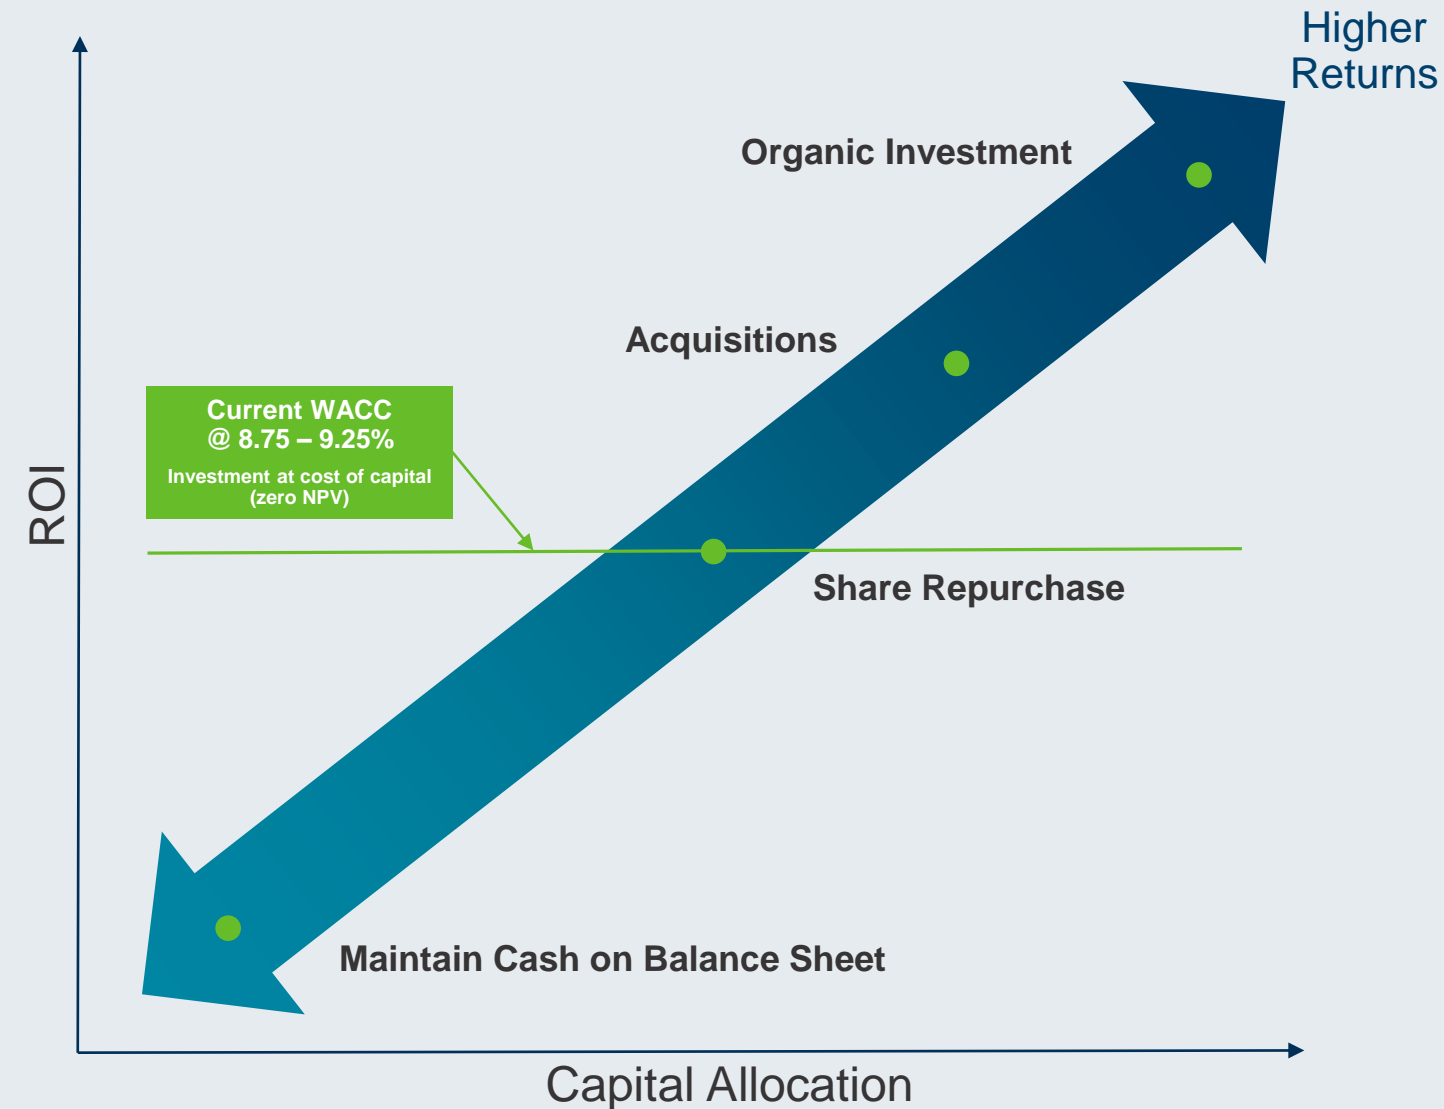 Higher
Returns
Organic Investment
Acquisitions
Current WACC
@ 8.75 – 9.25%
Investment at cost of capital
(zero NPV)
ROI
Share Repurchase
Maintain Cash on Balance Sheet
Capital Allocation